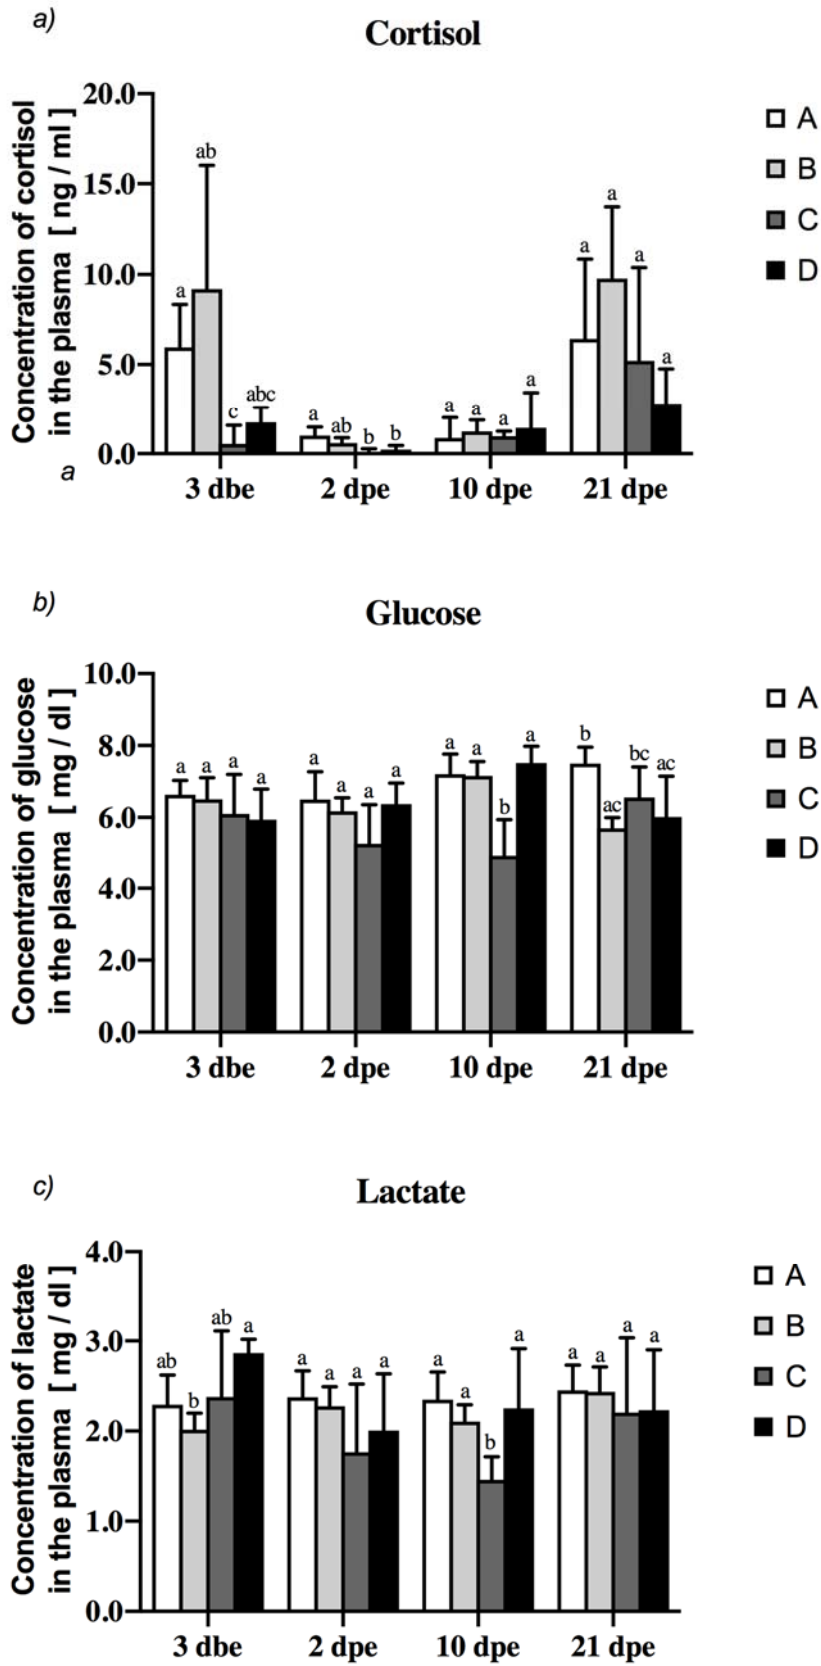 a)
Cortisol
Concentration of cortisol
in the plasma [ ng / ml ]
20.0
15.0
10.0
5.0
0.0
a
a ab c abc
a ab b b
a a a a
a a a a
3 dbe 2 dpe 10 dpe 21 dpe
A
B
C
D
b)
Glucose
Concentration of glucose
in the plasma [ mg / dl ]
10.0
8.0
6.0
4.0
2.0
0.0
a a a a
a a a a
a a b a
b ac bc ac
3 dbe 2 dpe 10 dpe 21 dpe
A
B
C
D
c)
Lactate
Concentration of lactate
in the plasma [ mg / dl ]
4.0
3.0
2.0
1.0
0.0
ab b ab a
a a a a
a a b a
a a a a
3 dbe 2 dpe 10 dpe 21 dpe
A
B
C
D